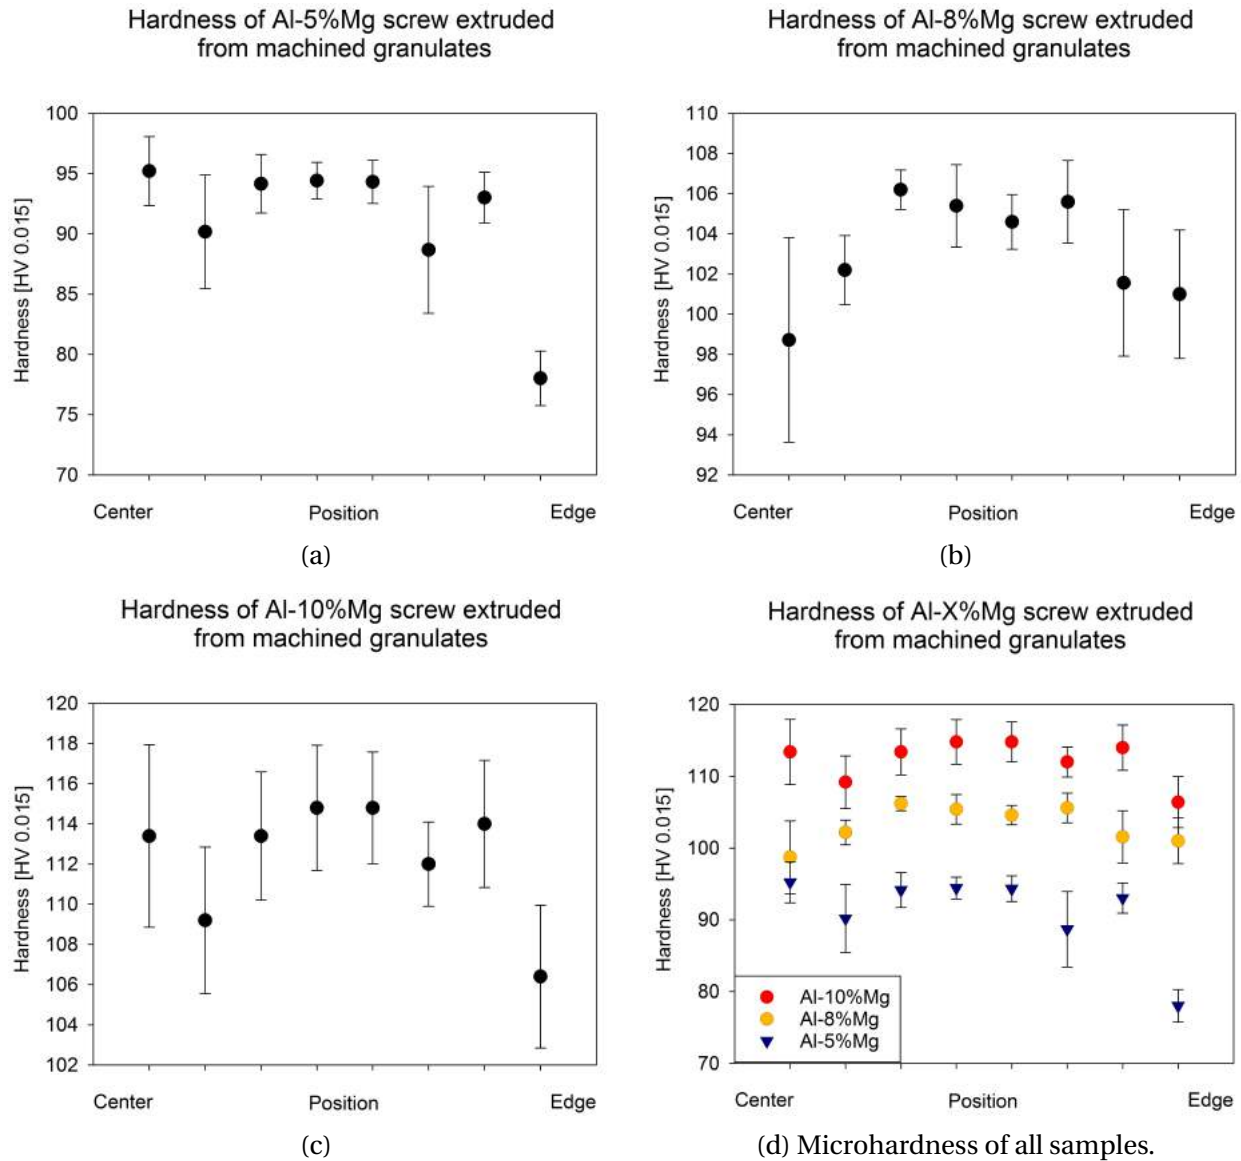 Hardness of Al-5%Mg screw extruded
from machined granulates
Hardness [HV 0.015]
100
95
90
85
80
75
70
Center
Position
Edge
(a)
Hardness of Al-8%Mg screw extruded
from machined granulates
Hardness [HV 0.015]
110
108
106
104
102
100
98
96
94
92
Center
Position
Edge
(b)
Hardness of Al-10%Mg screw extruded
from machined granulates
Hardness [HV 0.015]
120
118
116
114
112
110
108
106
104
102
Center
Position
Edge
(c)
Hardness of Al-X%Mg screw extruded
from machined granulates
Hardness [HV 0.015]
120
110
100
90
80
70
Al-10%Mg
Al-8%Mg
Al-5%Mg
Center
Position
Edge
(d) Microhardness of all samples.